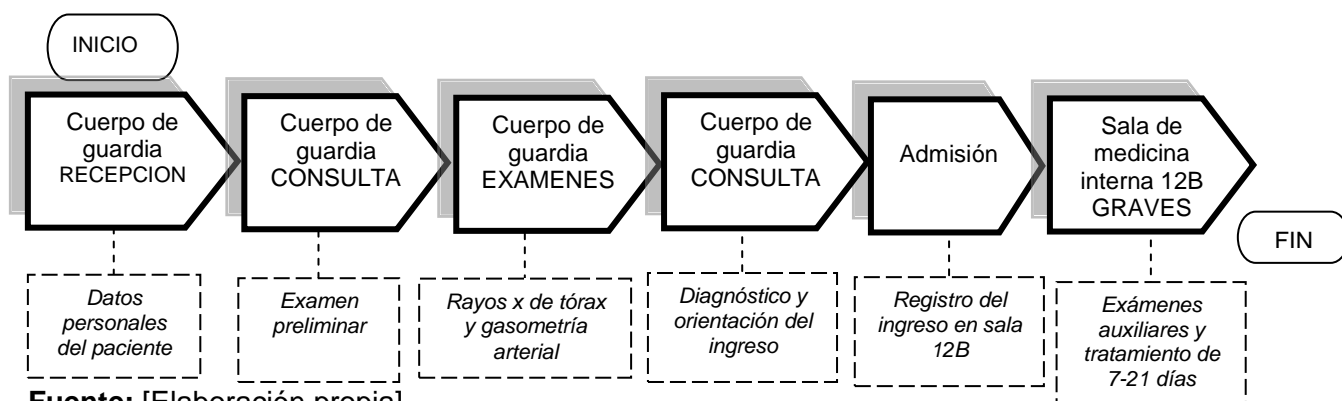 INICIO
Cuerpo de
guardia
RECEPCION
Cuerpo de
guardia
CONSULTA
Cuerpo de
guardia
EXAMENES
Cuerpo de
guardia
CONSULTA
Admisión
Sala de
medicina
interna 12B
GRAVES
FIN
Datos
personales
del paciente
Examen
preliminar
Rayos x de tórax
y gasometría
arterial
Diagnóstico y
orientación del
ingreso
Registro del
ingreso en sala
12B
Exámenes
auxiliares y
tratamiento de
7-21 días
Fuente: [Elaboración propia]